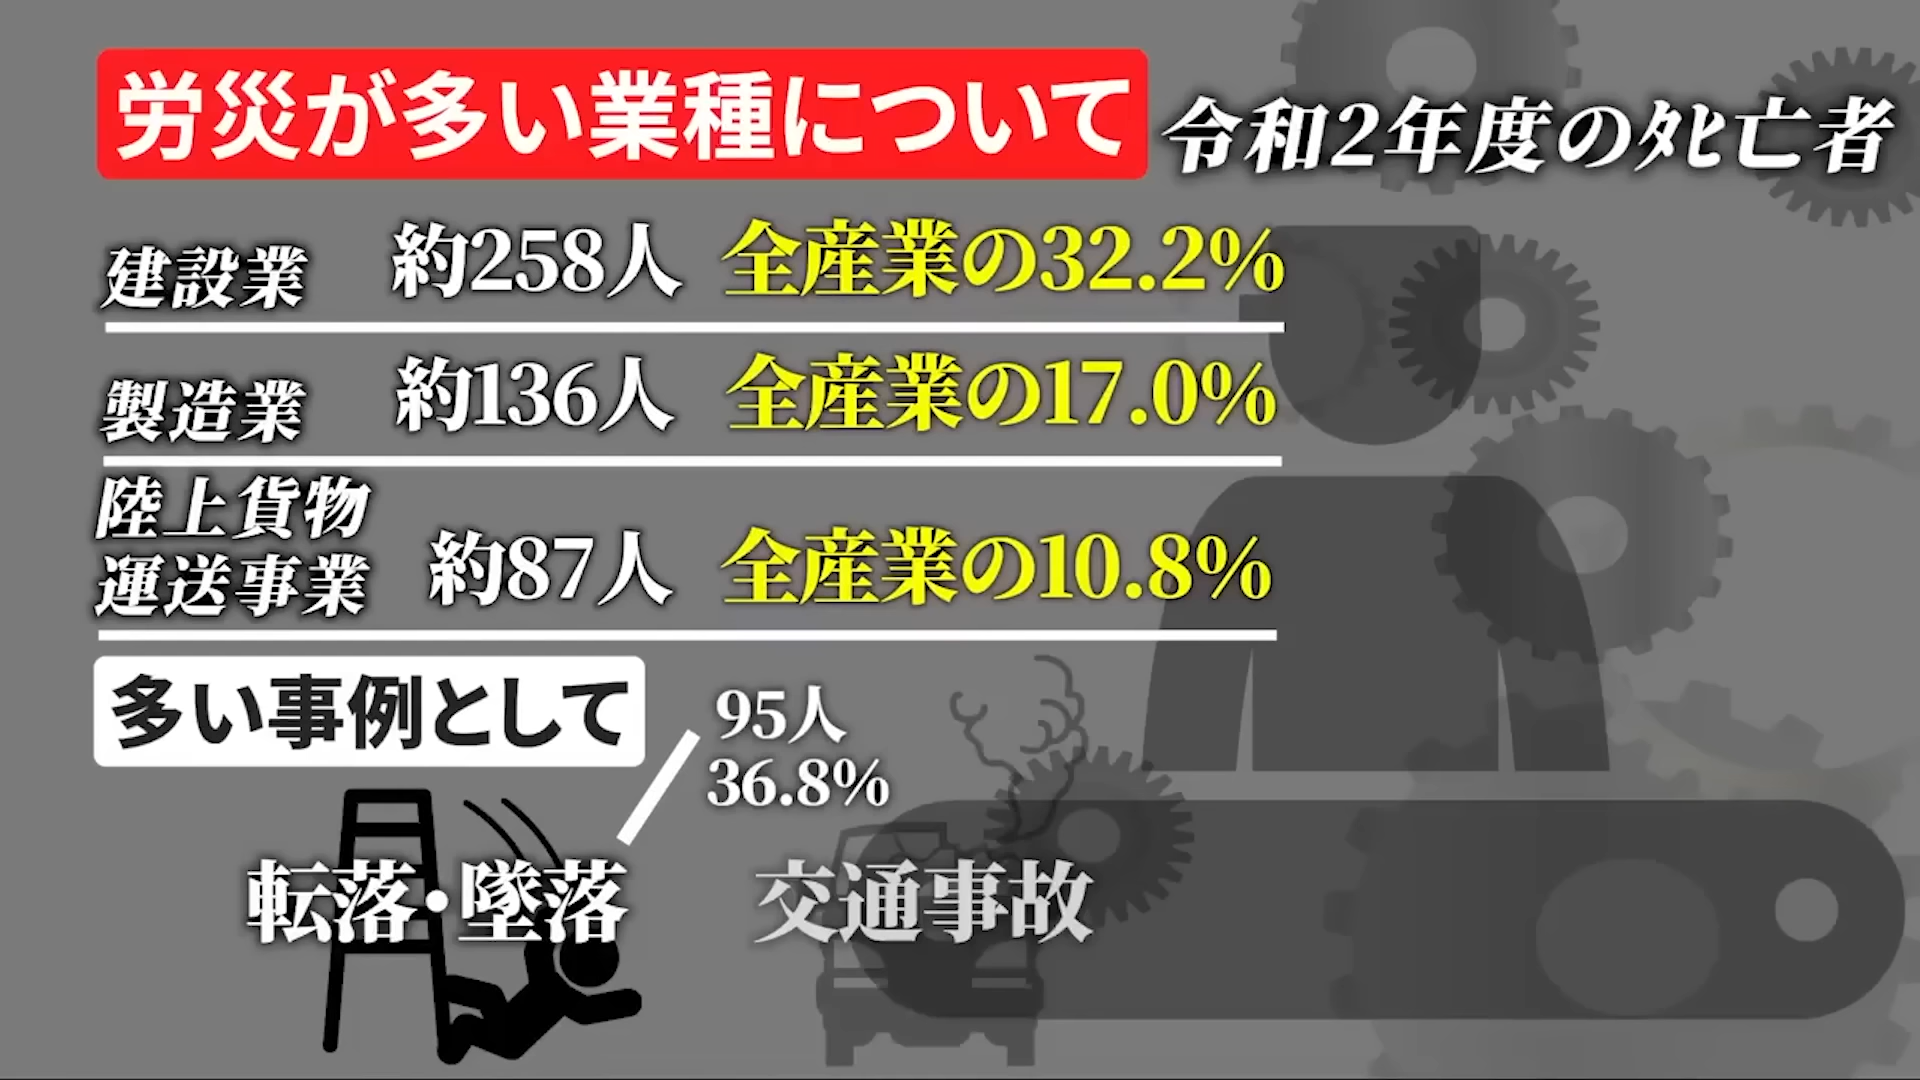 労災が多い業種について
令和2年度のﾀﾋ亡者
建設業 約258人 全産業の32.2%
製造業 約136人 全産業の17.0%
陸上貨物
運送事業 約87人 全産業の10.8%
多い事例として
95人
36.8%
転落・墜落
交通事故